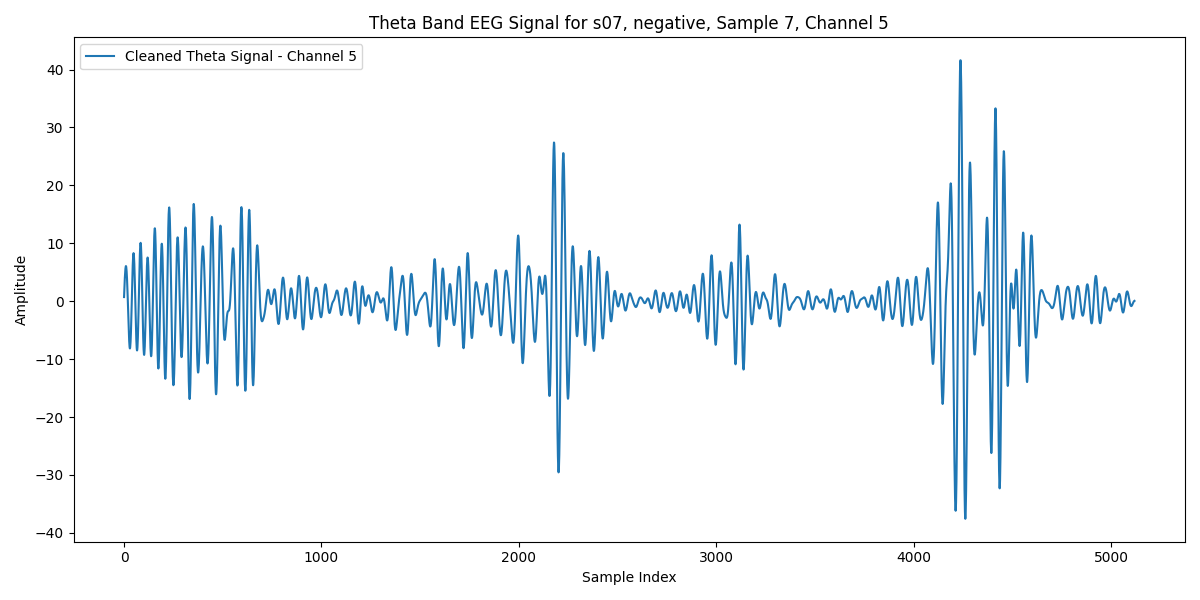 Theta Band EEG Signal for s07, negative, Sample 7, Channel 5
Cleaned Theta Signal - Channel 5
Amplitude
40
30
20
10
0
−10
−20
−30
−40
0 1000 2000 3000 4000 5000
Sample Index